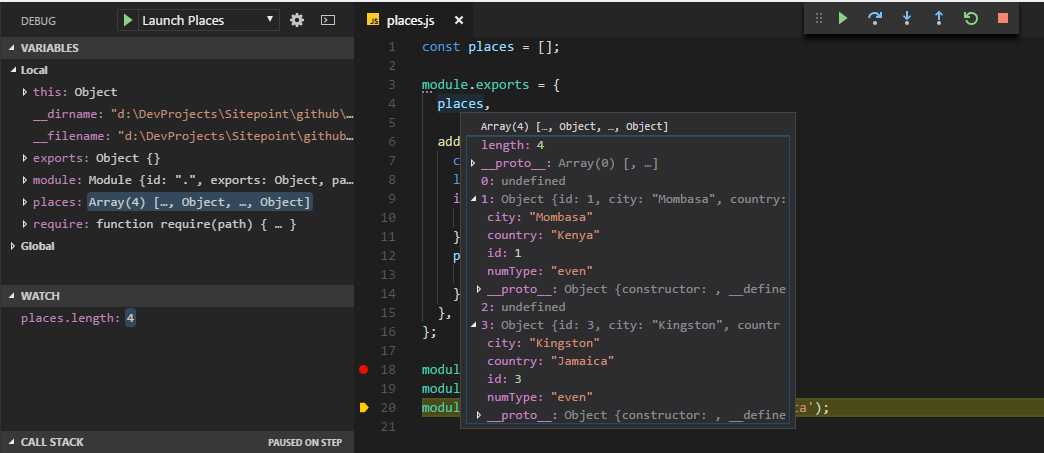 DEBUG
Launch Places
VARIABLES
Local
this: Object
__dirname: "d:\DevProjects\Sitepoint\github\…
__filename: "d:\DevProjects\Sitepoint\github…
exports: Object {}
module: Module {id: ".", exports: Object, pa…
places: Array(4) […, Object, …, Object]
require: function require(path) { … }
Global
WATCH
places.length: 4
CALL STACK
PAUSED ON STEP
JS places.js
1 const places = [];
2
3 module.exports = {
4 places,
5
6 add
7 c
8 l
9 i
10
11 }
12 p
13
14 }
15 },
16 };
17
18 modul
19 modul
20 modul ta');
21
Array(4) […, Object, …, Object]
length: 4
__proto__: Array(0) [, …]
0: undefined
1: Object {id: 1, city: "Mombasa", country:
city: "Mombasa"
country: "Kenya"
id: 1
numType: "even"
__proto__: Object {constructor: , __define
2: undefined
3: Object {id: 3, city: "Kingston", countr
city: "Kingston"
country: "Jamaica"
id: 3
numType: "even"
__proto__: Object {constructor: , __define